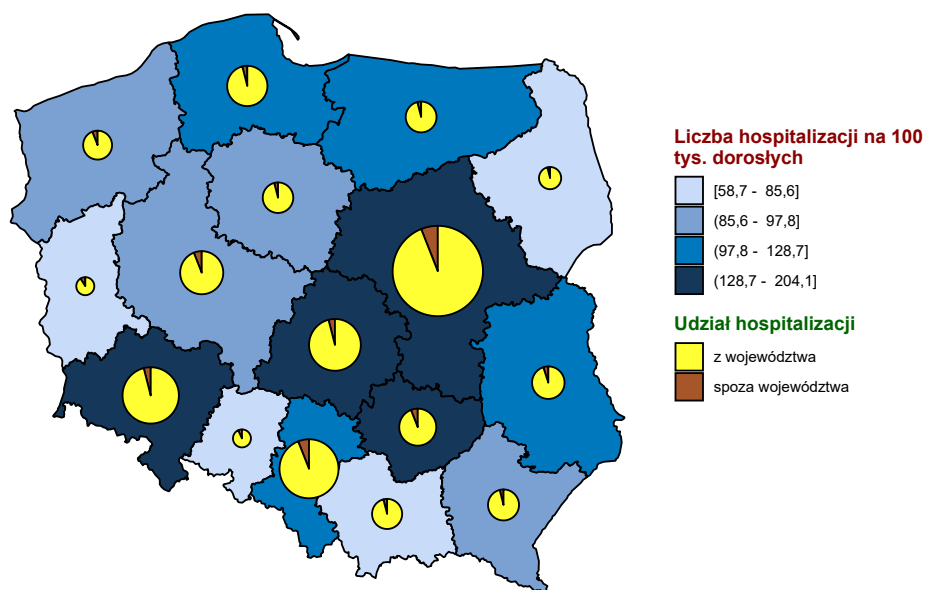 Liczba hospitalizacji na 100
tys. dorosłych
[58,7 - 85,6]
(85,6 - 97,8]
(97,8 - 128,7]
(128,7 - 204,1]
Udział hospitalizacji
z województwa
spoza województwa